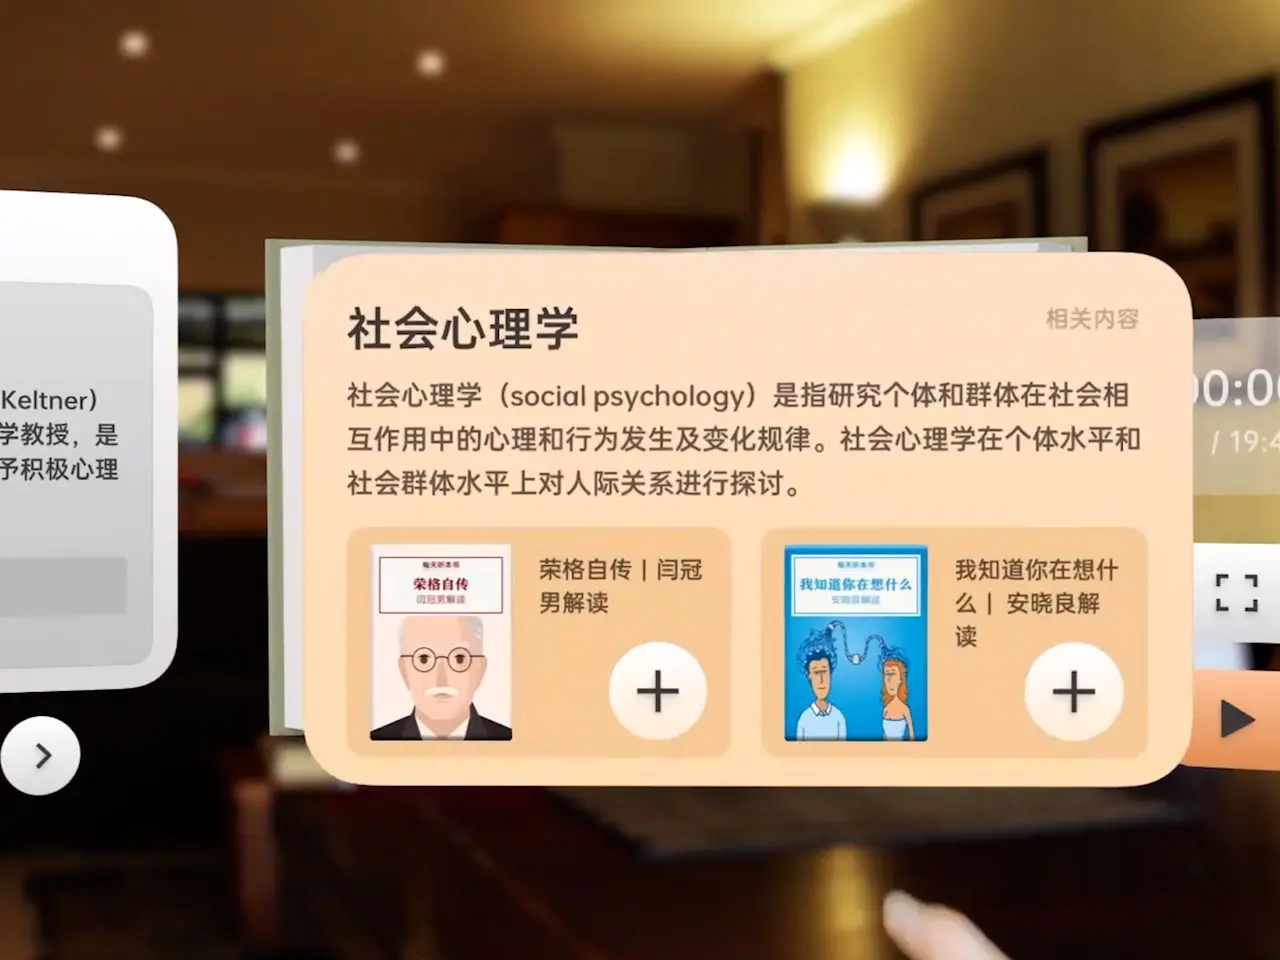 Keltner)
学教授，是
予积极心理
社会心理学
相关内容
社会心理学（social psychology）是指研究个体和群体在社会相
互作用中的心理和行为发生及变化规律。社会心理学在个体水平和
社会群体水平上对人际关系进行探讨。
每天听本书
荣格自传
闫冠男解读
荣格自传 | 闫冠
男解读
每天听本书
我知道你在想什么
安晓良解读
我知道你在想什
么 | 安晓良解
读
00:0
/ 19:4